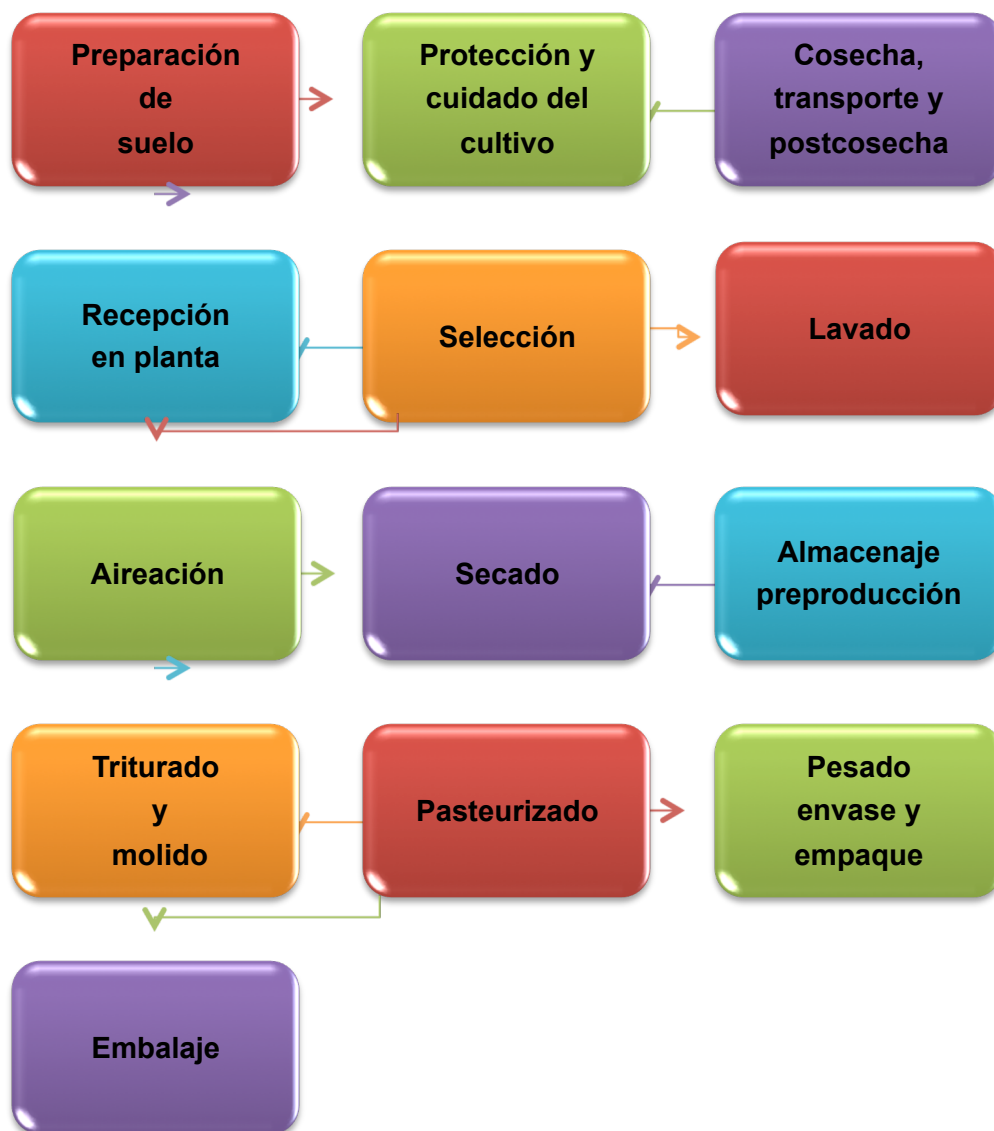 Preparación
de
suelo
Protección y
cuidado del
cultivo
Cosecha,
transporte y
postcosecha
Recepción
en planta
Selección
Lavado
Aireación
Secado
Almacenaje
preproducción
Triturado
y
molido
Pasteurizado
Pesado
envase y
empaque
Embalaje